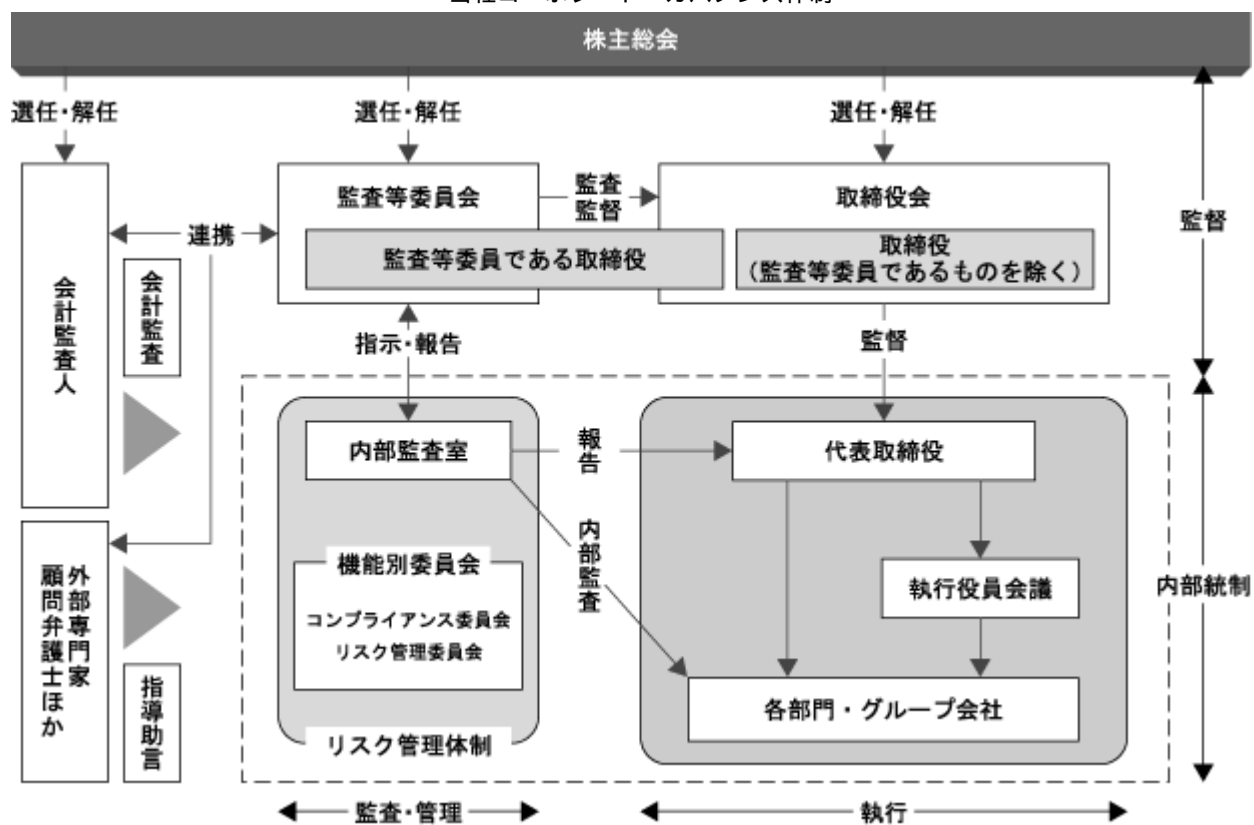 株主総会
選任・解任
選任・解任
選任・解任
監査等委員会
監査
監督
取締役会
監督
連携
監査等委員である取締役
取締役
(監査等委員であるものを除く)
会計監査人
会計監査
指示・報告
監督
内部監査室
報告
代表取締役
内部監査
機能別委員会
コンプライアンス委員会
リスク管理委員会
執行役員会議
内部統制
外部専門家
顧問弁護士ほか
指導助言
各部門・グループ会社
リスク管理体制
監査・管理
執行